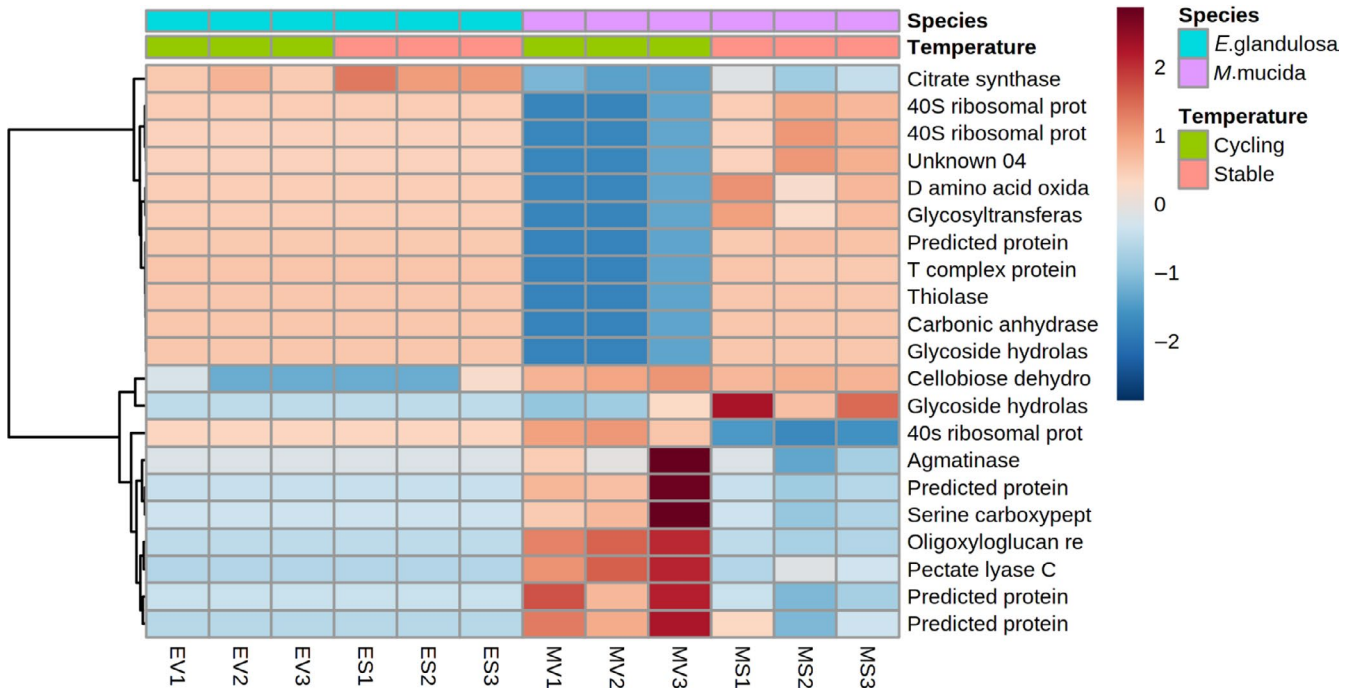 Species
Temperature
Citrate synthase
40S ribosomal prot
40S ribosomal prot
Unknown 04
D amino acid oxida
Glycosyltransferas
Predicted protein
T complex protein
Thiolase
Carbonic anhydrase
Glycoside hydrolas
Cellobiose dehydro
Glycoside hydrolas
40s ribosomal prot
Agmatinase
Predicted protein
Serine carboxypept
Oligoxyloglucan re
Pectate lyase C
Predicted protein
Predicted protein
EV1
EV2
EV3
ES1
ES2
ES3
MV1
MV2
MV3
MS1
MS2
MS3
2
1
0
−1
−2
Species
E.glandulosa
M.mucida
Temperature
Cycling
Stable